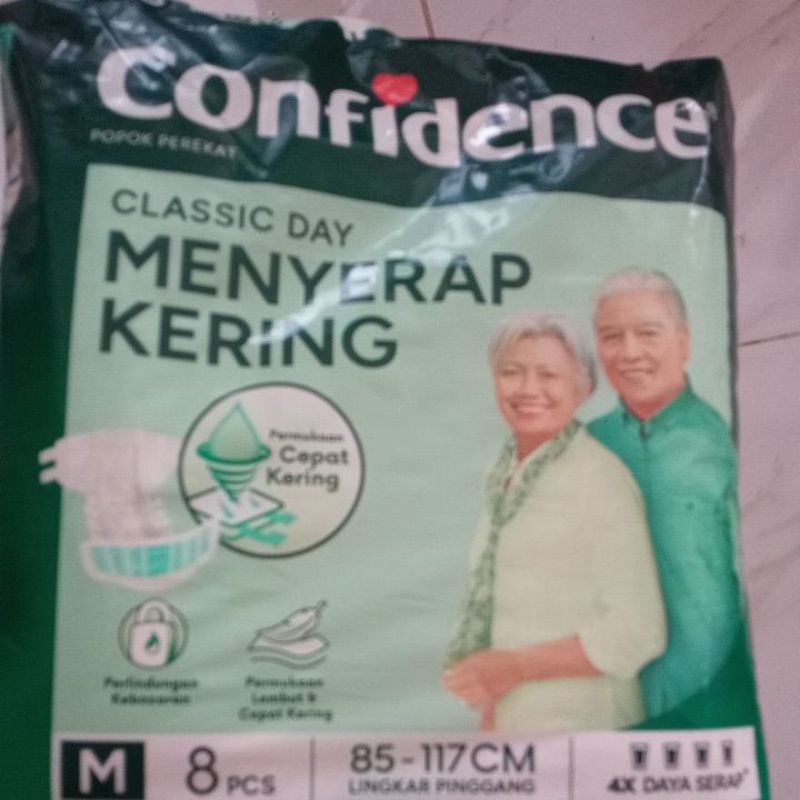 confidence
POPOK PEREKAT
CLASSIC DAY
MENYERAP
KERING
Permukaan
Cepat
Kering
Perlindungan
Kebocoran
Permukaan
Lembut &
Cepat Kering
M
8 PCS
85-117CM
LINGKAR PINGGANG
4X DAYA SERAP*